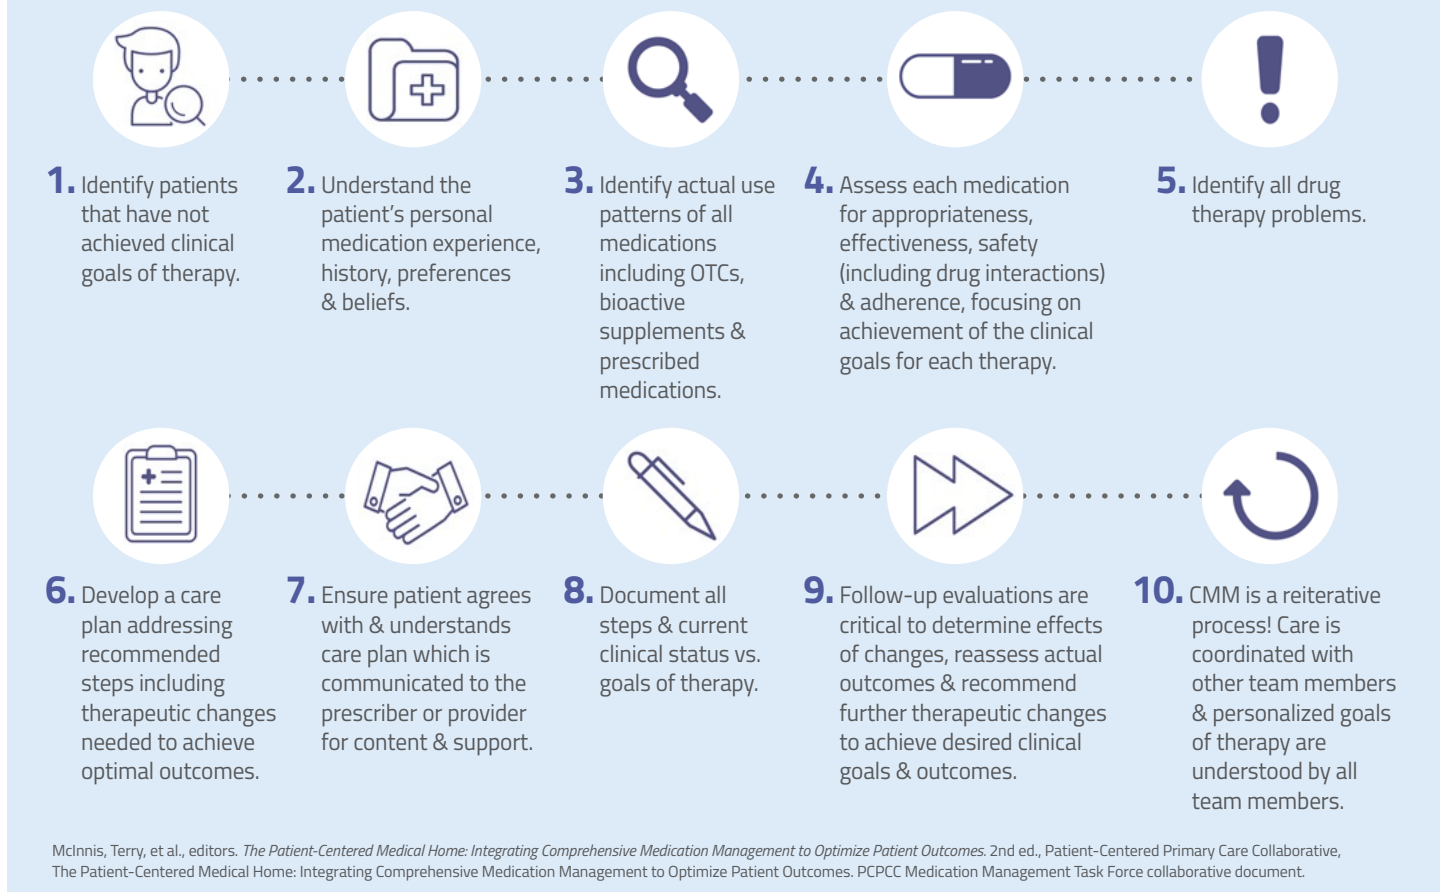 1. Identify patients
that have not
achieved clinical
goals of therapy.
2. Understand the
patient's personal
medication experience,
history, preferences
& beliefs.
3. Identify actual use
patterns of all
medications
including OTCs,
bioactive
supplements &
prescribed
medications.
4. Assess each medication
for appropriateness,
effectiveness, safety
(including drug interactions)
& adherence, focusing on
achievement of the clinical
goals for each therapy.
5. Identify all drug
therapy problems.
6. Develop a care
plan addressing
recommended
steps including
therapeutic changes
needed to achieve
optimal outcomes.
7. Ensure patient agrees
with & understands
care plan which is
communicated to the
prescriber or provider
for content & support.
8. Document all
steps & current
clinical status vs.
goals of therapy.
9. Follow-up evaluations are
critical to determine effects
of changes, reassess actual
outcomes & recommend
further therapeutic changes
to achieve desired clinical
goals & outcomes.
10. CMM is a reiterative
process! Care is
coordinated with
other team members
& personalized goals
of therapy are
understood by all
team members.
McInnis, Terry, et al., editors. The Patient-Centered Medical Home: Integrating Comprehensive Medication Management to Optimize Patient Outcomes. 2nd ed., Patient-Centered Primary Care Collaborative,
The Patient-Centered Medical Home: Integrating Comprehensive Medication Management to Optimize Patient Outcomes. PCPCC Medication Management Task Force collaborative document.